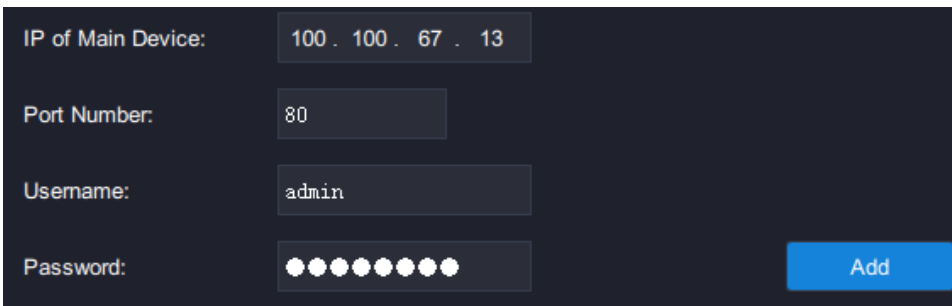 IP of Main Device: 100 . 100 . 67 . 13
Port Number: 80
Username: admin
Password: ●●●●●●●●
Add